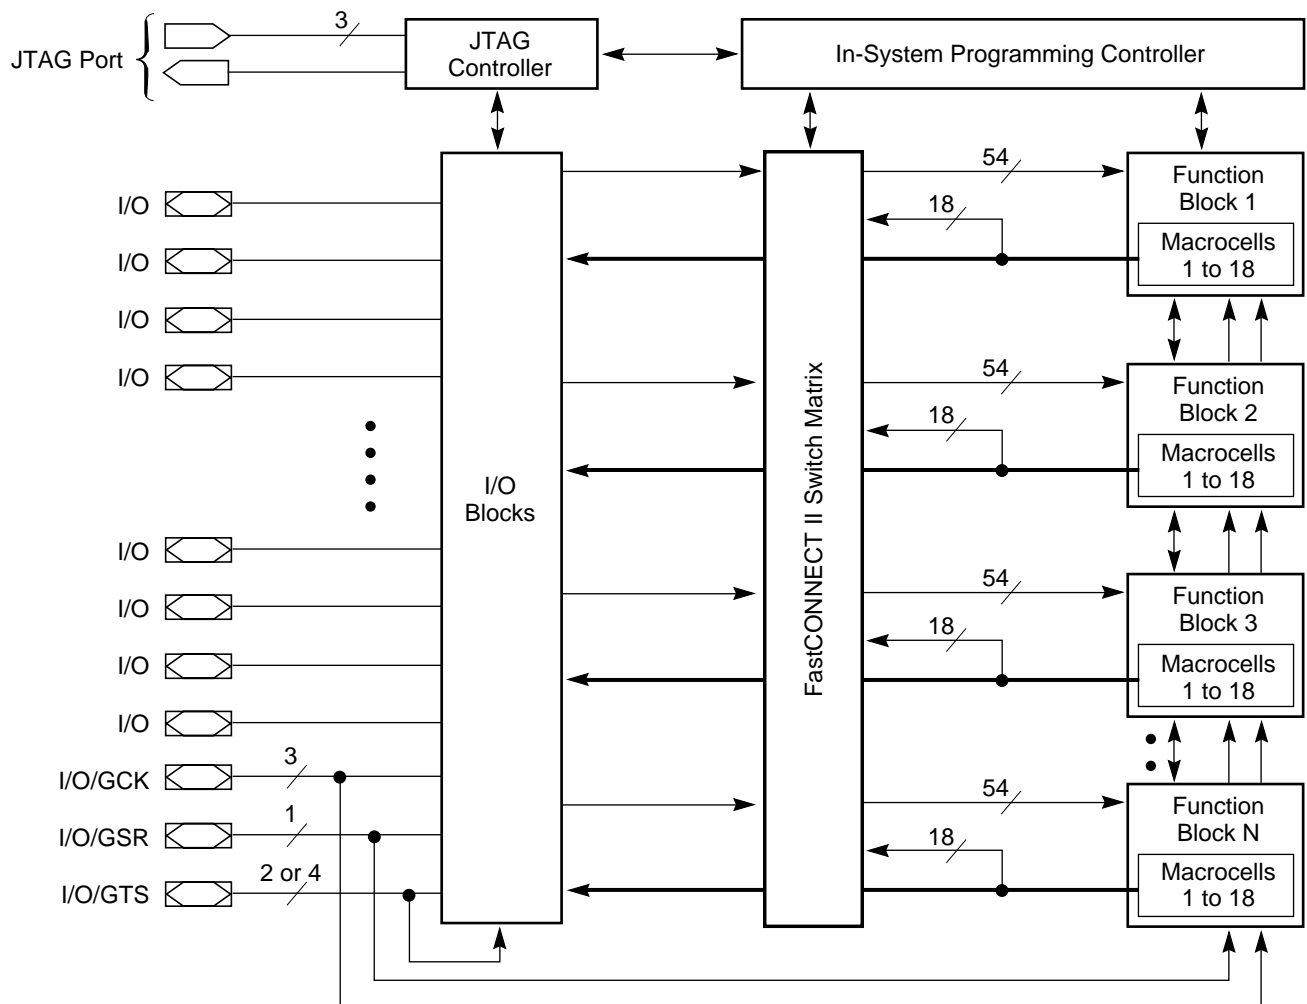 JTAG Port
3
JTAG
Controller
In-System Programming Controller
I/O
I/O
I/O
I/O
I/O
I/O
I/O
I/O
I/O/GCK
3
I/O/GSR
1
I/O/GTS
2 or 4
I/O
Blocks
FastCONNECT II Switch Matrix
54
18
Function
Block 1
Macrocells
1 to 18
54
18
Function
Block 2
Macrocells
1 to 18
54
18
Function
Block 3
Macrocells
1 to 18
54
18
Function
Block N
Macrocells
1 to 18